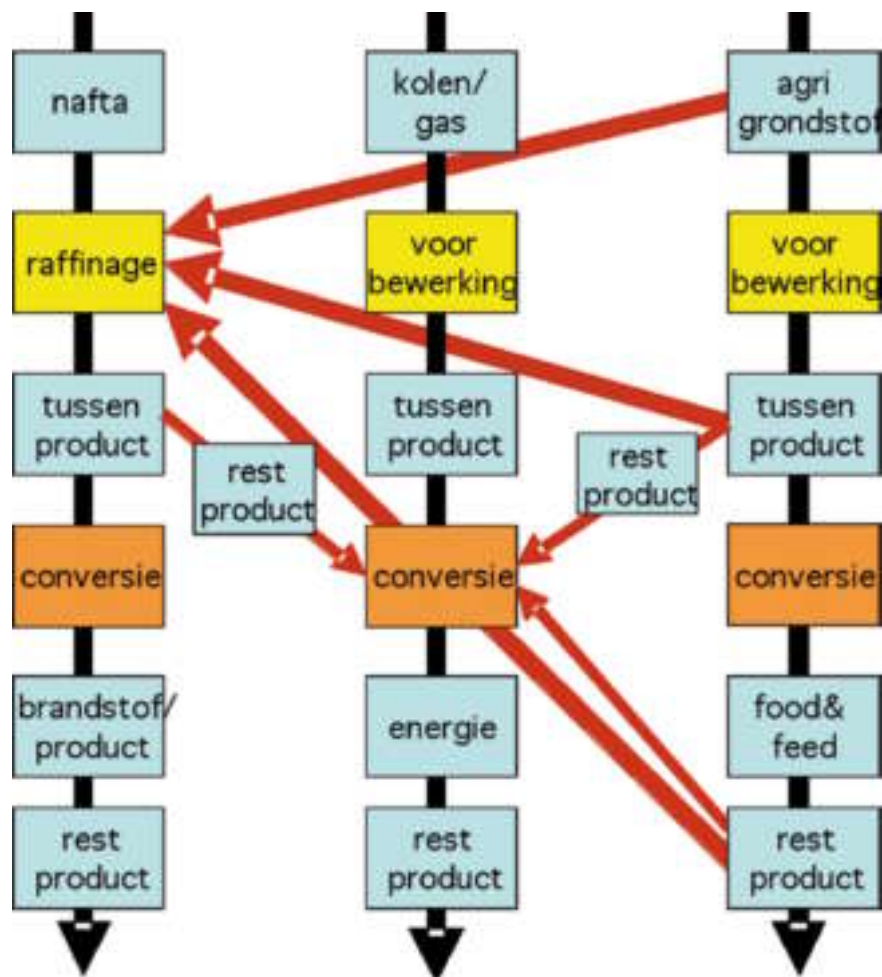 nafta
raffinage
tussen
product
conversie
brandstof/
product
rest
product
rest
product
kolen/
gas
voor
bewerking
tussen
product
conversie
energie
rest
product
rest
product
agri
grondstof
voor
bewerking
tussen
product
conversie
food&
feed
rest
product